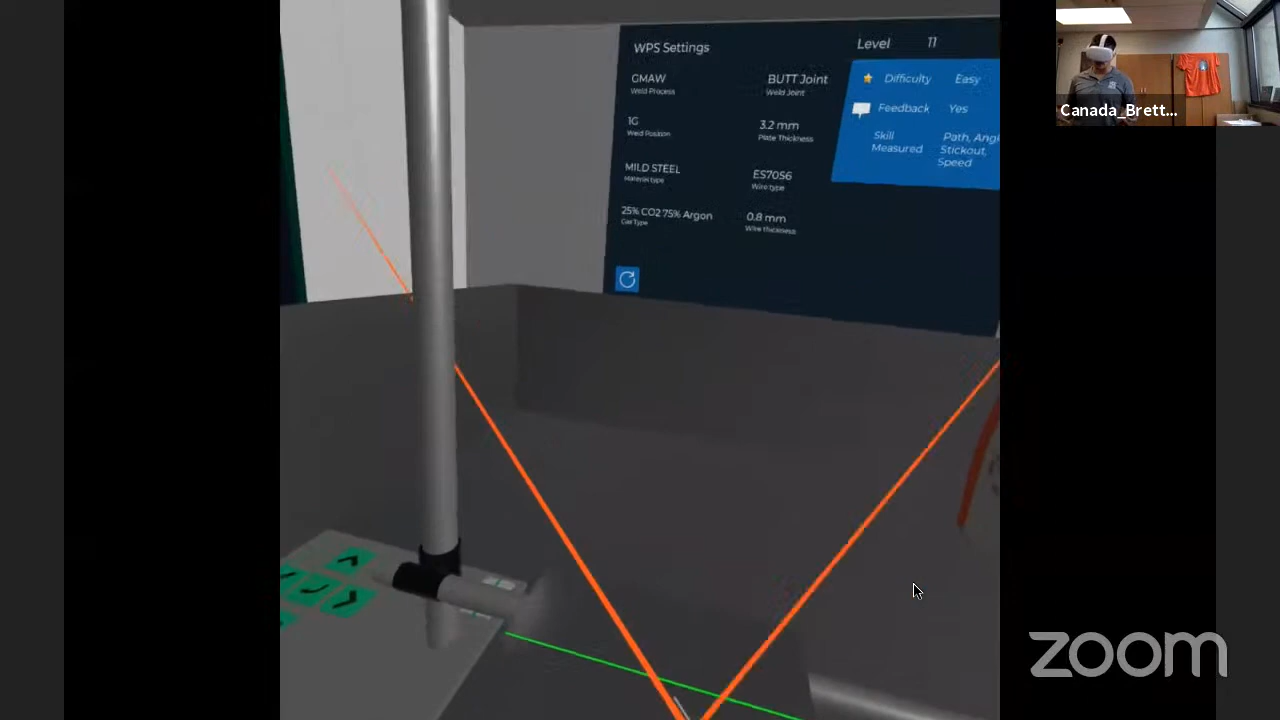 WPS Settings
GMAW
Weld Process
BUTT Joint
Weld Joint
1G
Weld Position
3.2 mm
Plate Thickness
MILD STEEL
Material type
ES70S6
Wire type
25% CO2 75% Argon
Gas Type
0.8 mm
Wire thickness
Level 11
Difficulty Easy
Feedback Yes
Skill Measured
Path, Angl
Stickout,
Speed
Canada_Brett...
zoom